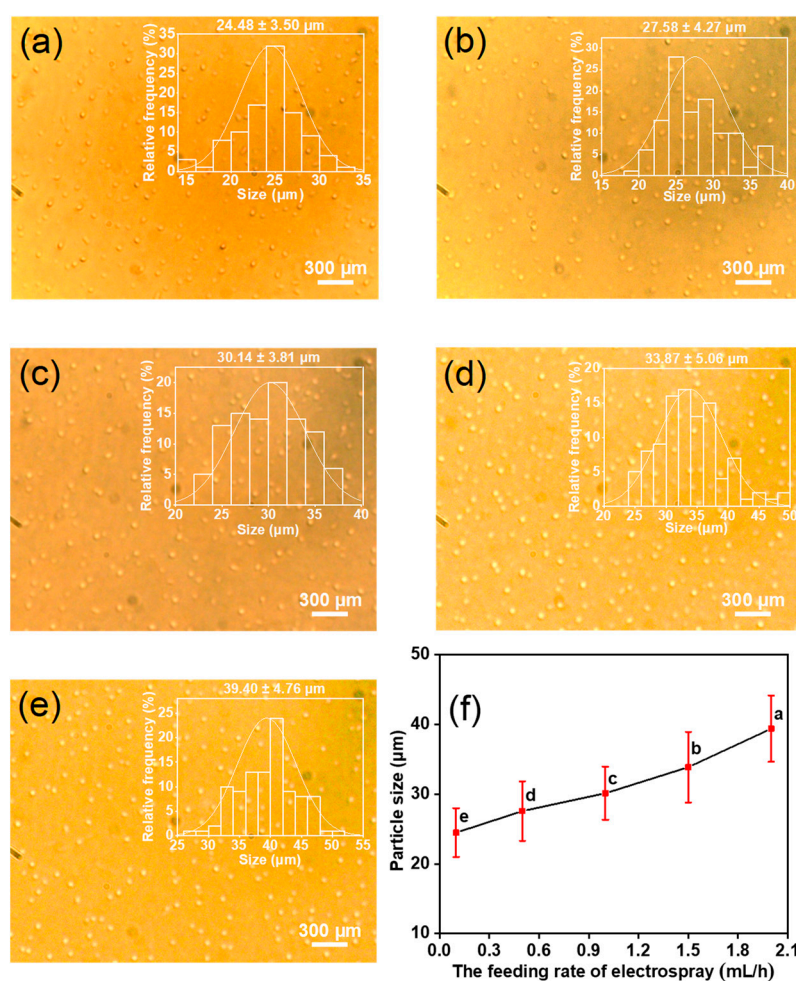 (a)
24.48 ± 3.50 µm
Relative frequency (%)
35
30
25
20
15
10
5
0
15 20 25 30 35
Size (µm)
300 µm
(b)
27.58 ± 4.27 µm
Relative frequency (%)
30
25
20
15
10
5
0
15 20 25 30 35 40
Size (µm)
300 µm
(c)
30.14 ± 3.81 µm
Relative frequency (%)
20
15
10
5
0
20 25 30 35 40
Size (µm)
300 µm
(d)
33.87 ± 5.06 µm
Relative frequency (%)
20
15
10
5
0
20 25 30 35 40 45 50
Size (µm)
300 µm
(e)
39.40 ± 4.76 µm
Relative frequency (%)
25
20
15
10
5
0
25 30 35 40 45 50 55
Size (µm)
300 µm
(f)
Particle size (µm)
50
40
30
20
10
e
d
c
b
a
0.0 0.3 0.6 0.9 1.2 1.5 1.8 2.1
The feeding rate of electrospray (mL/h)